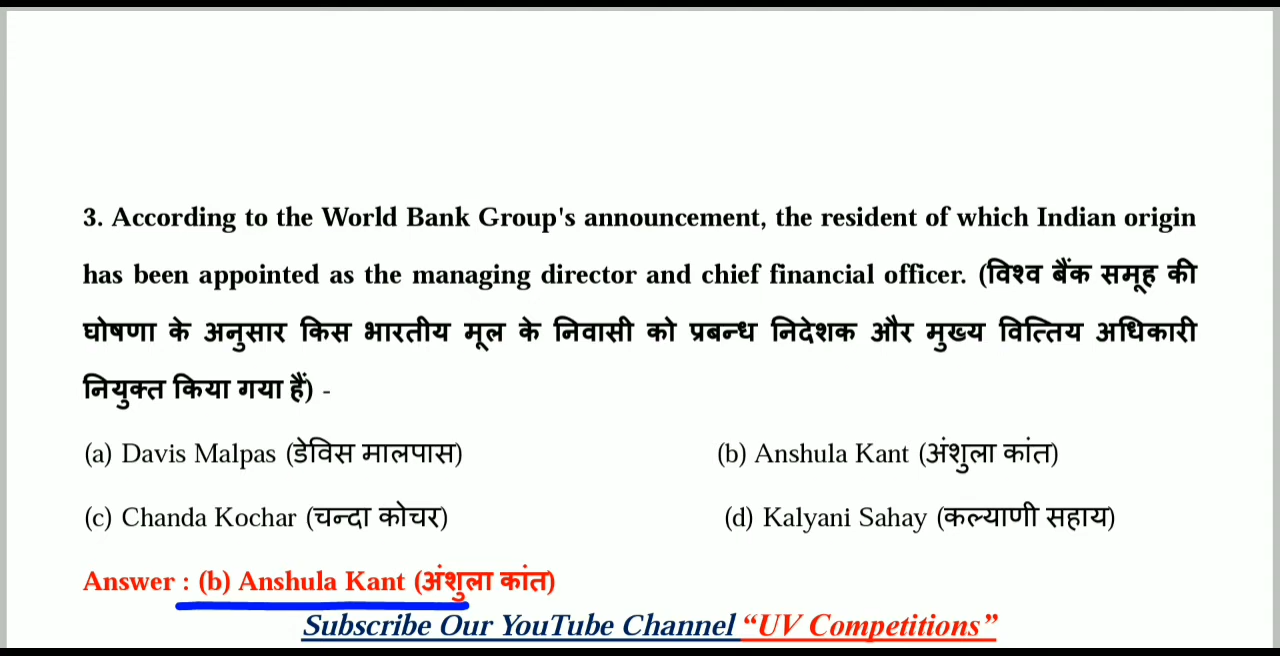 3. According to the World Bank Group's announcement, the resident of which Indian origin
has been appointed as the managing director and chief financial officer. (विश्व बैंक समूह की
घोषणा के अनुसार किस भारतीय मूल के निवासी को प्रबन्ध निदेशक और मुख्य वित्तिय अधिकारी
नियुक्त किया गया हैं) -
(a) Davis Malpas (डेविस मालपास) (b) Anshula Kant (अंशुला कांत)
(c) Chanda Kochar (चन्दा कोचर) (d) Kalyani Sahay (कल्याणी सहाय)
Answer : (b) Anshula Kant (अंशुला कांत)
Subscribe Our YouTube Channel “UV Competitions”